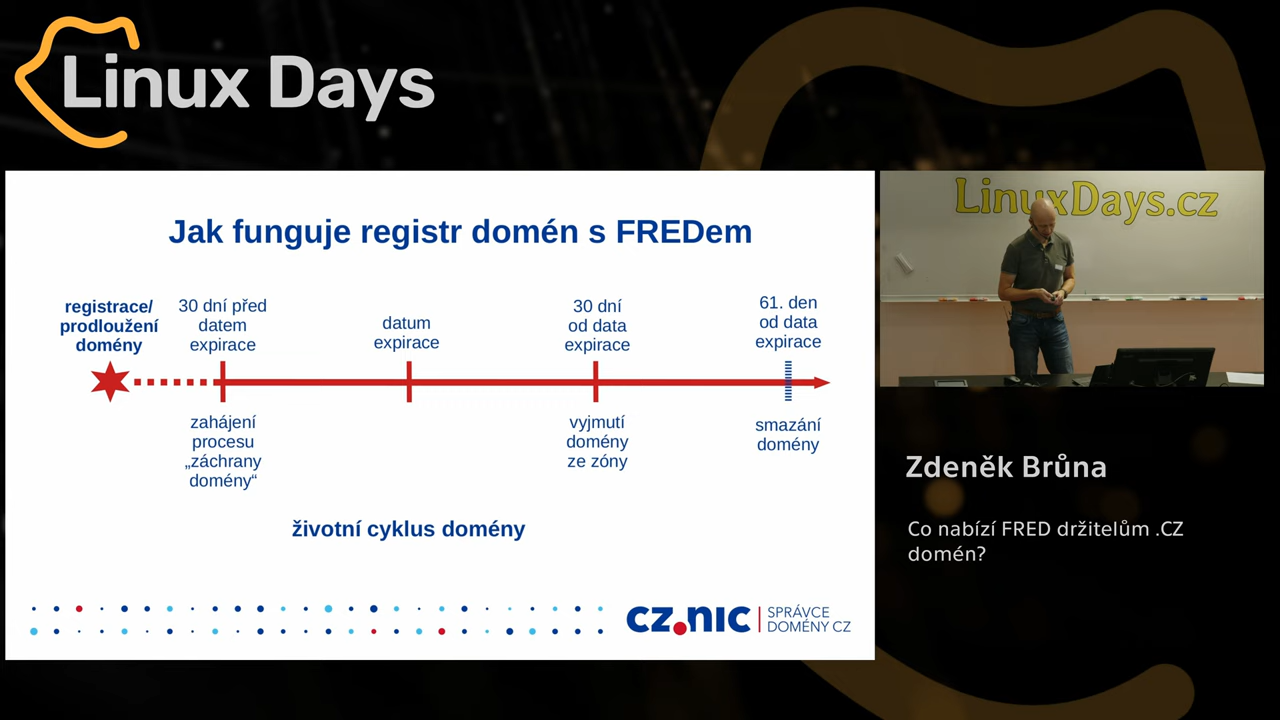 Linux Days
Jak funguje registr domén s FREDem
registrace/
prodloužení
domény
30 dní před
datem
expirace
datum
expirace
30 dní
od data
expirace
61. den
od data
expirace
zahájení
procesu
„záchrany
domény“
vyjmutí
domény
ze zóny
smazání
domény
životní cyklus domény
CZ.NIC
SPRÁVCE
DOMÉNY CZ
LinuxDays.cz
Zdeněk Brůna
Co nabízí FRED držitelům .CZ
domén?